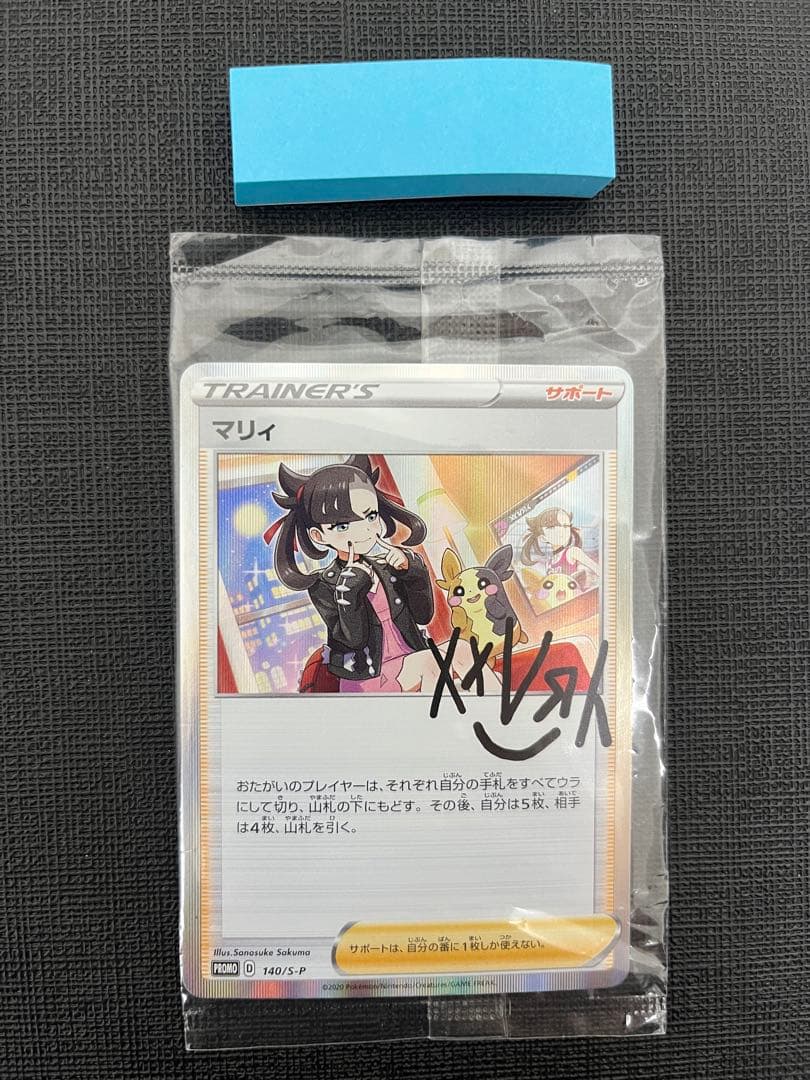 TRAINER'S
サポート
マリィ
おたがいのプレイヤーは、それぞれ自分の手札をすべてウラ
にして切り、山札の下にもどす。その後、自分は5枚、相手
は4枚、山札を引く。
サポートは、自分の番に1枚しか使えない。
Illus.Sanosuke Sakuma
PROMO D 140/S-P
©2020 Pokémon/Nintendo/Creatures/GAME FREAK.